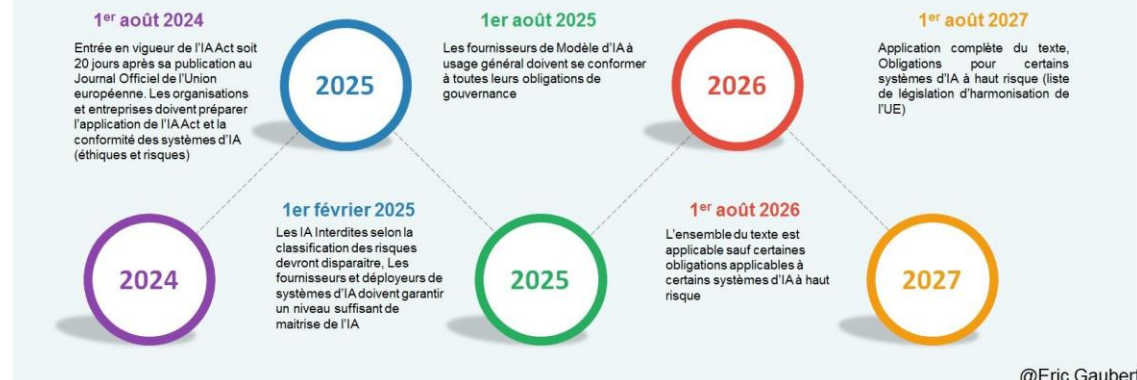 1er août 2024
Entrée en vigueur de l'IA Act soit
20 jours après sa publication au
Journal Officiel de l'Union
européenne. Les organisations
et entreprises doivent préparer
l'application de l'IA Act et la
conformité des systèmes d'IA
(éthiques et risques)
2024
2025
1er février 2025
Les IA Interdites selon la
classification des risques
devront disparaitre, Les
fournisseurs et déployeurs de
systèmes d'IA doivent garantir
un niveau suffisant de
maitrise de l'IA
1er août 2025
Les fournisseurs de Modèle d'IA à
usage général doivent se conformer
à toutes leurs obligations de
gouvernance
2025
2026
1er août 2026
L'ensemble du texte est
applicable sauf certaines
obligations applicables à
certains systèmes d'IA à haut
risque
1er août 2027
Application complète du texte,
Obligations pour certains
systèmes d'IA à haut risque (liste
de législation d'harmonisation de
l'UE)
2027
@Eric Gaubert